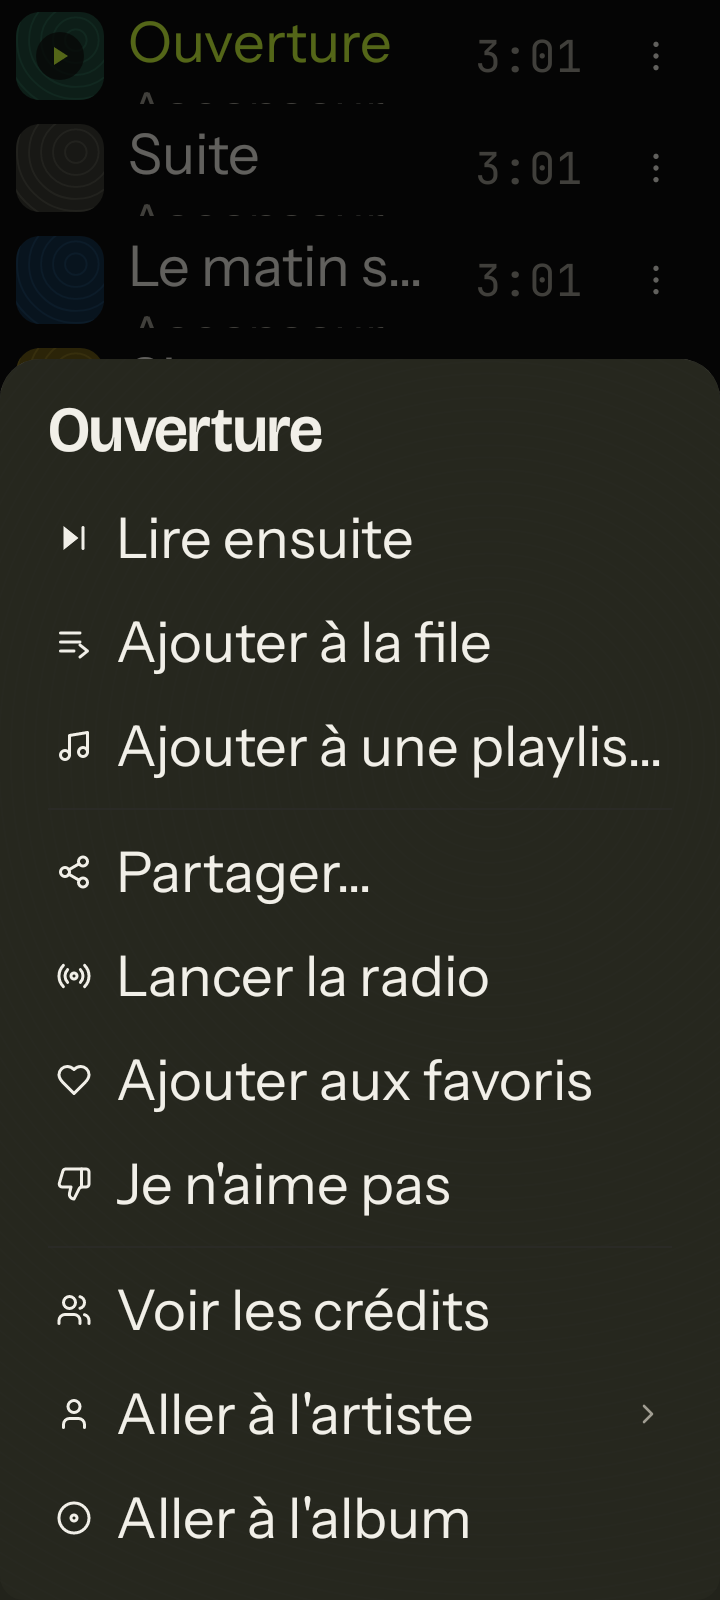 Ouverture 3:01
Suite 3:01
Le matin s... 3:01
Ouverture
Lire ensuite
Ajouter à la file
Ajouter à une playlis...
Partager...
Lancer la radio
Ajouter aux favoris
Je n'aime pas
Voir les crédits
Aller à l'artiste
Aller à l'album